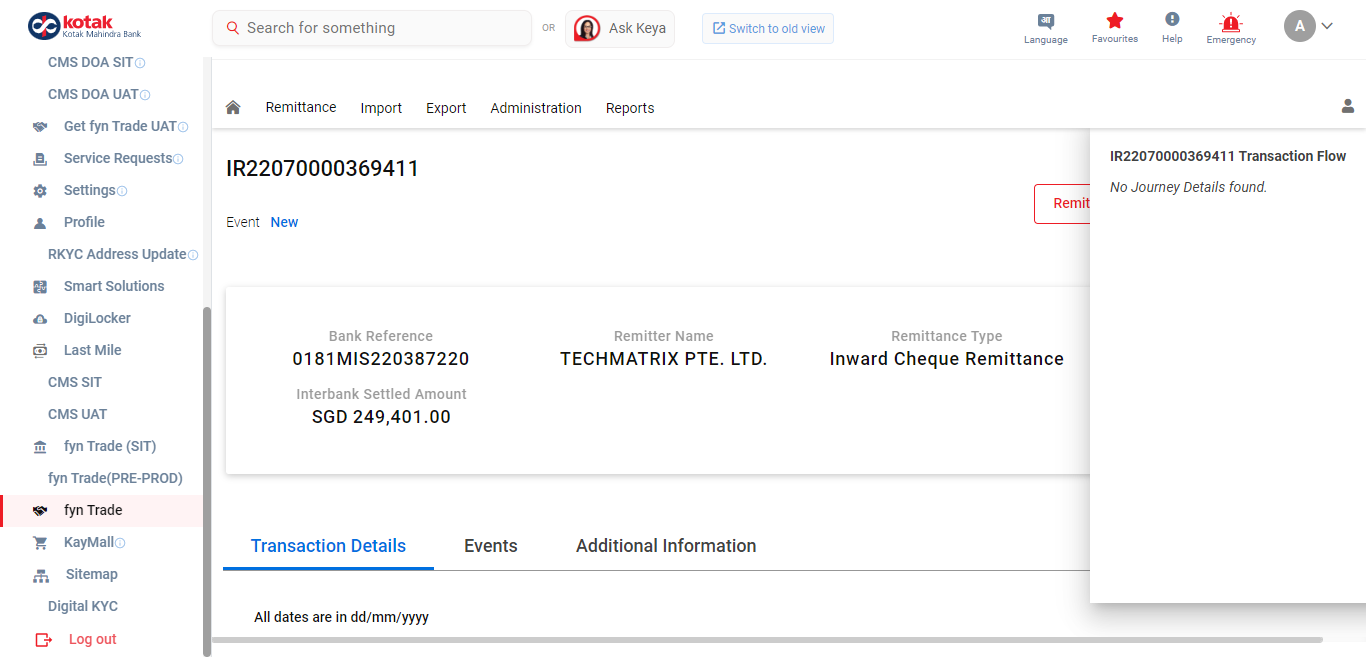 kotak
Kotak Mahindra Bank
Search for something
OR
Ask Keya
Switch to old view
Language
Favourites
Help
Emergency
A
CMS DOA SIT
CMS DOA UAT
Get fyn Trade UAT
Service Requests
Settings
Profile
RKYC Address Update
Smart Solutions
DigiLocker
Last Mile
CMS SIT
CMS UAT
fyn Trade (SIT)
fyn Trade(PRE-PROD)
fyn Trade
KayMall
Sitemap
Digital KYC
Log out
Remittance Import Export Administration Reports
IR22070000369411
Event New
Remit
Bank Reference
0181MIS220387220
Remitter Name
TECHMATRIX PTE. LTD.
Remittance Type
Inward Cheque Remittance
Interbank Settled Amount
SGD 249,401.00
Transaction Details Events Additional Information
All dates are in dd/mm/yyyy
IR22070000369411 Transaction Flow
No Journey Details found.